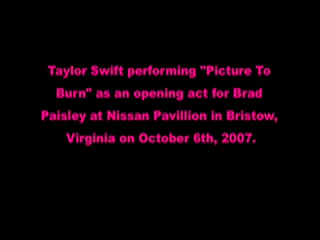 Taylor Swift performing "Picture To
Burn" as an opening act for Brad
Paisley at Nissan Pavillion in Bristow,
Virginia on October 6th, 2007.